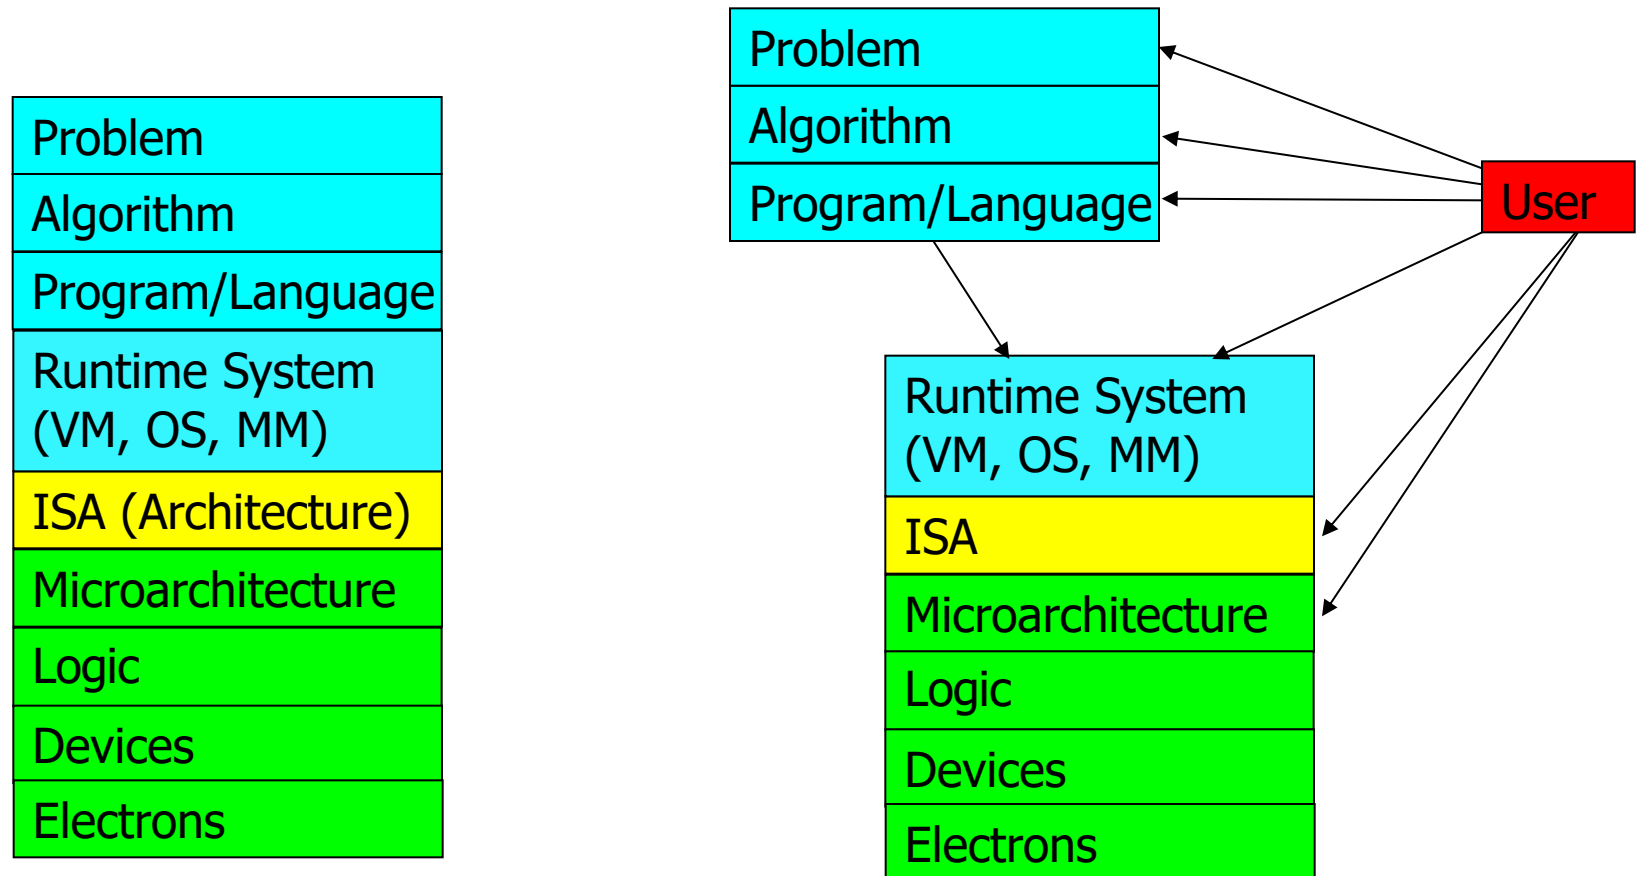 Problem
Algorithm
Program/Language
Runtime System
(VM, OS, MM)
ISA (Architecture)
Microarchitecture
Logic
Devices
Electrons
Problem
Algorithm
Program/Language
User
Runtime System
(VM, OS, MM)
ISA
Microarchitecture
Logic
Devices
Electrons